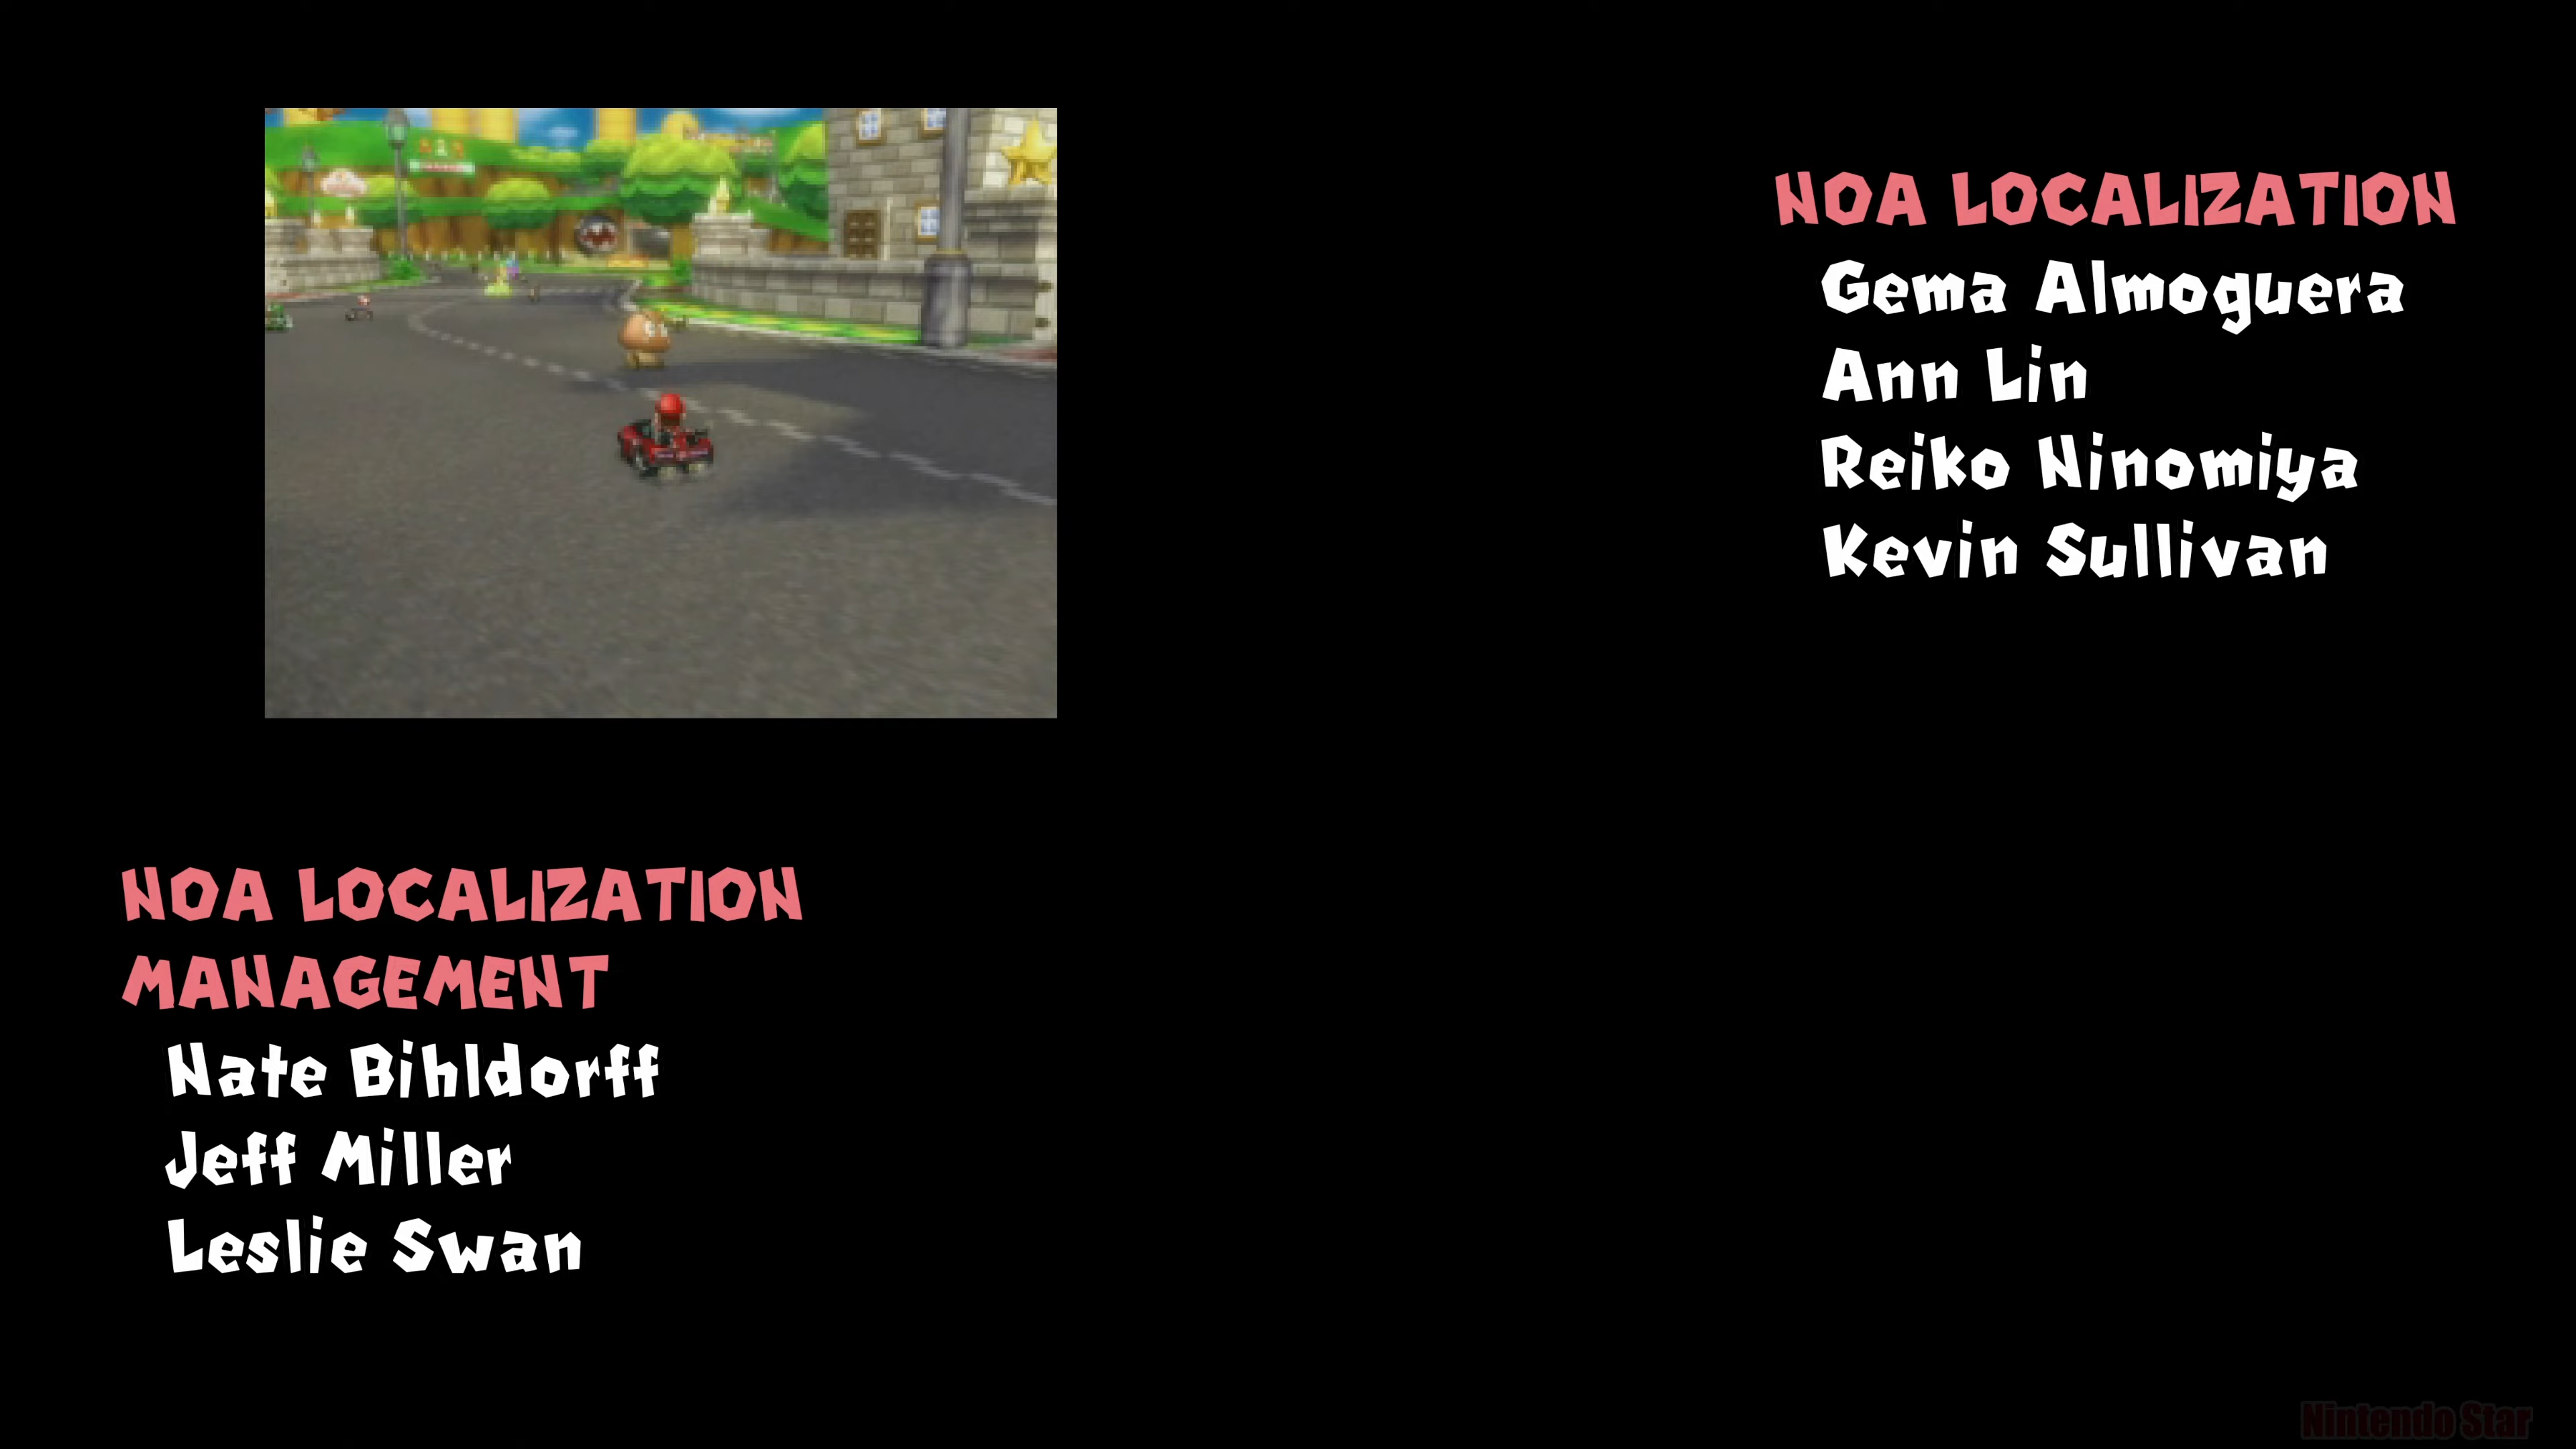 NOA LOCALIZATION
Gema Almoguera
Ann Lin
Reiko Ninomiya
Kevin Sullivan
NOA LOCALIZATION
MANAGEMENT
Nate Bihldorff
Jeff Miller
Leslie Swan
Nintendo Star